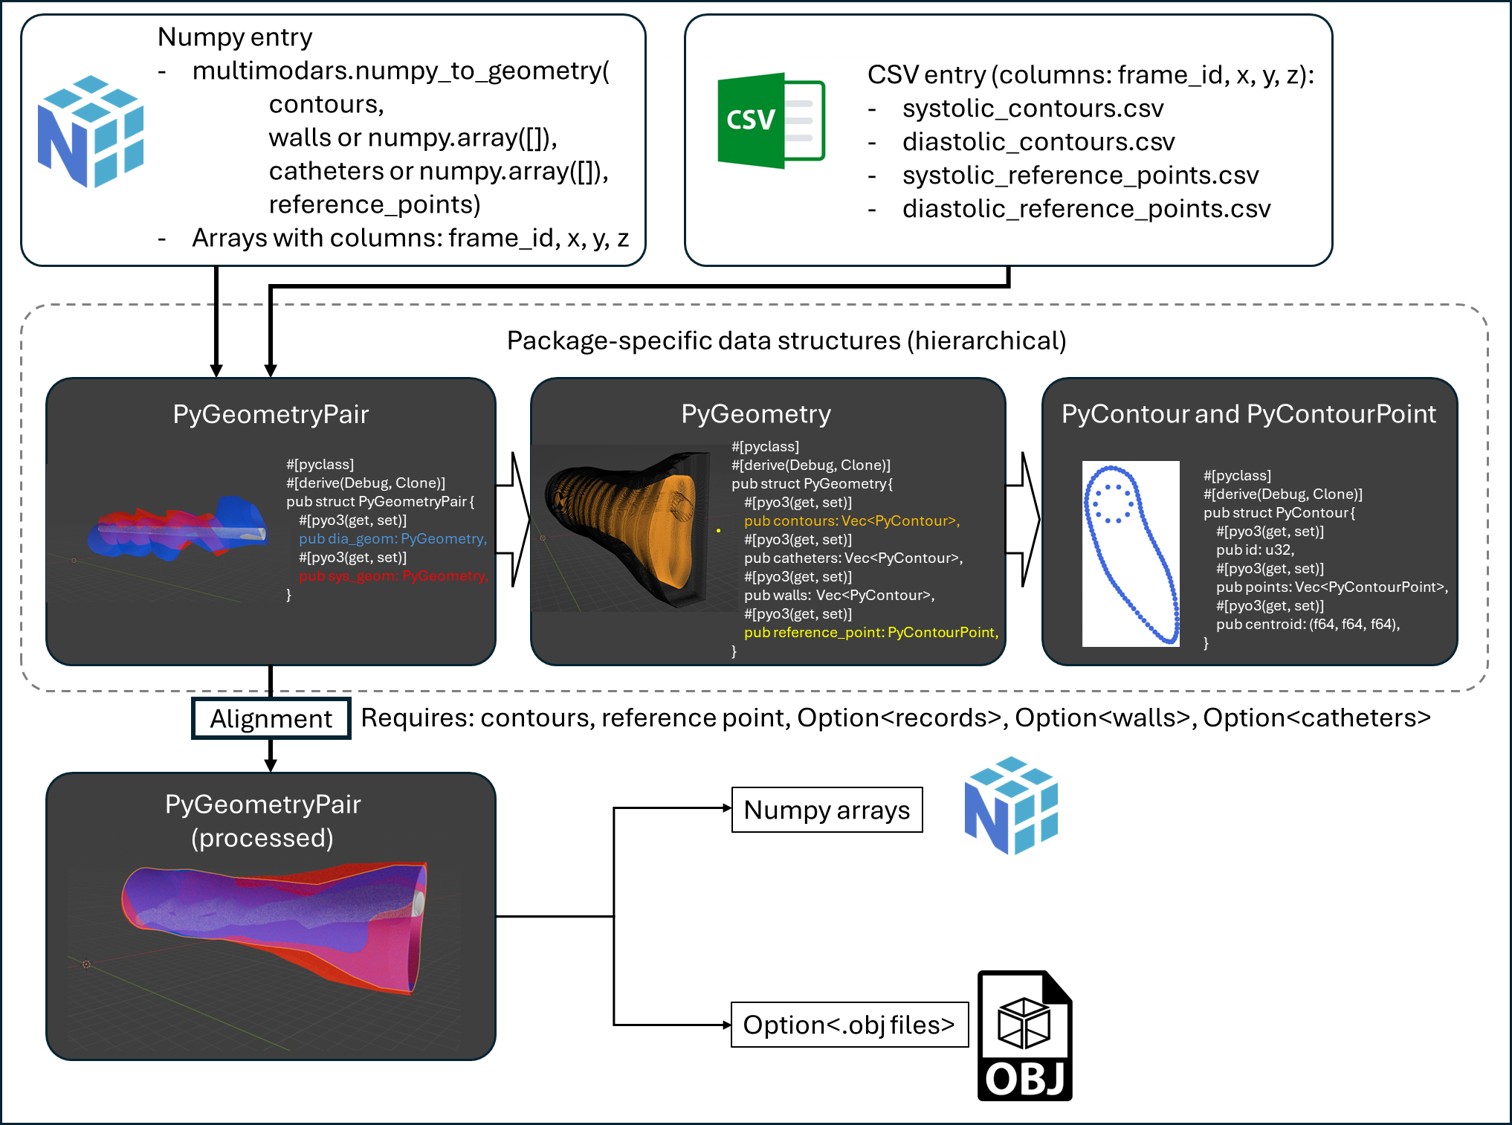 Numpy entry
- multimodars.numpy_to_geometry(
contours,
walls or numpy.array([]),
catheters or numpy.array([]),
reference_points)
- Arrays with columns: frame_id, x, y, z
N
CSV
CSV entry (columns: frame_id, x, y, z):
- systolic_contours.csv
- diastolic_contours.csv
- systolic_reference_points.csv
- diastolic_reference_points.csv
Package-specific data structures (hierarchical)
PyGeometryPair
#[pyclass]
#[derive(Debug, Clone)]
pub struct PyGeometryPair {
#[pyo3(get, set)]
pub dia_geom: PyGeometry,
#[pyo3(get, set)]
pub sys_geom: PyGeometry,
}
PyGeometry
#[pyclass]
#[derive(Debug, Clone)]
pub struct PyGeometry {
#[pyo3(get, set)]
pub contours: Vec<PyContour>,
#[pyo3(get, set)]
pub catheters: Vec<PyContour>,
#[pyo3(get, set)]
pub walls: Vec<PyContour>,
#[pyo3(get, set)]
pub reference_point: PyContourPoint,
}
PyContour and PyContourPoint
#[pyclass]
#[derive(Debug, Clone)]
pub struct PyContour {
#[pyo3(get, set)]
pub id: u32,
#[pyo3(get, set)]
pub points: Vec<PyContourPoint>,
#[pyo3(get, set)]
pub centroid: (f64, f64, f64),
}
Alignment
Requires: contours, reference point, Option<records>, Option<walls>, Option<catheters>
PyGeometryPair
(processed)
Numpy arrays
N
Option<.obj files>
OBJ